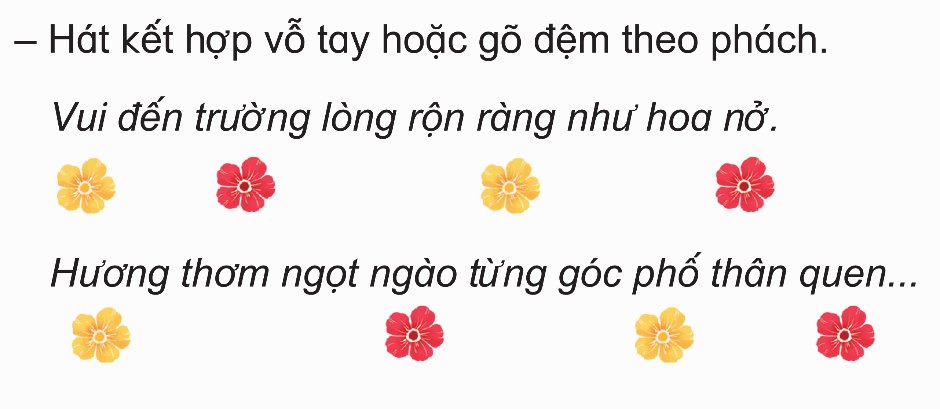 – Hát kết hợp vỗ tay hoặc gõ đệm theo phách.
Vui đến trường lòng rộn ràng như hoa nở.
Hương thơm ngọt ngào từng góc phố thân quen...